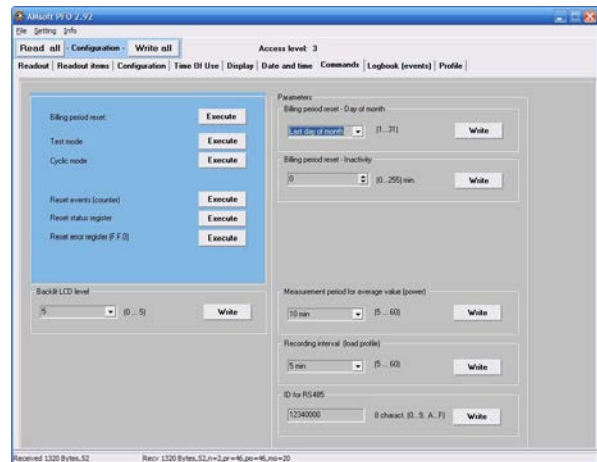 AMsoft PFO 2.92
File Setting Info
Read all - Configuration - Write all Access level: 3
Readout Readout items Configuration Time Of Use Display Date and time Commands Logbook (events) Profile
Parameters
Billing period reset Execute
Test mode Execute
Cyclic mode Execute
Reset events (counter) Execute
Reset status register Execute
Reset error register (F.F.0) Execute
Backlit LCD level
5 (0 ... 5) Write
Billing period reset - Day of month
Last day of month (1...31) Write
Billing period reset - Inactivity
0 (0...255) min. Write
Measurement period for average value (power)
10 min (5 ... 60) Write
Recording interval (load profile)
5 min (5 ... 60) Write
ID for RS485
12340000 8 charact. (0...9, A...F) Write
Received 1320 Bytes,52 Recv 1320 Bytes,52,n=2,pr=46,po=46,mo=20